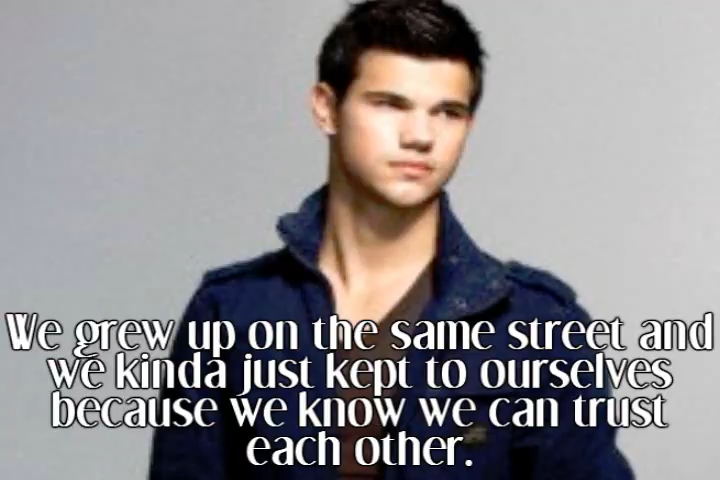 We grew up on the same street and
we kinda just kept to ourselves
because we know we can trust
each other.